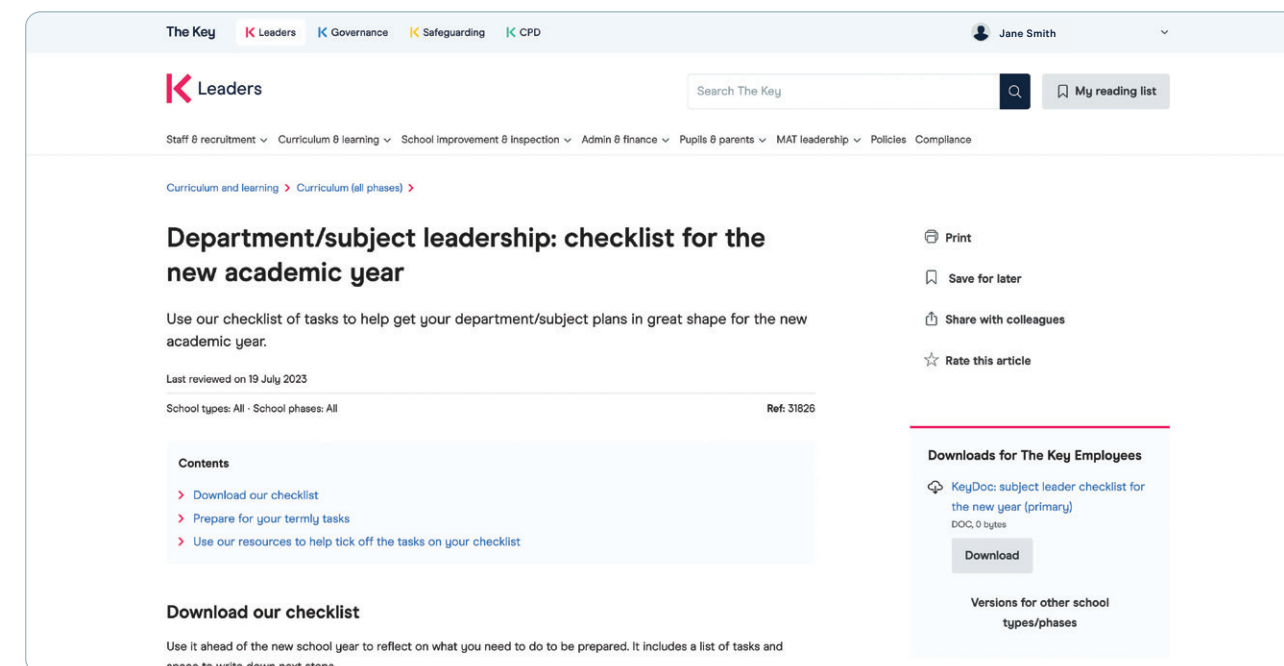 The Key Leaders Governance Safeguarding CPD Jane Smith
Leaders Search The Key My reading list
Staff & recruitment Curriculum & learning School improvement & inspection Admin & finance Pupils & parents MAT leadership Policies Compliance
Curriculum and learning > Curriculum (all phases) >
Department/subject leadership: checklist for the
new academic year
Use our checklist of tasks to help get your department/subject plans in great shape for the new
academic year.
Last reviewed on 19 July 2023
School types: All · School phases: All Ref: 31826
Contents
> Download our checklist
> Prepare for your termly tasks
> Use our resources to help tick off the tasks on your checklist
Download our checklist
Use it ahead of the new school year to reflect on what you need to do to be prepared. It includes a list of tasks and
space to write down next steps
Print
Save for later
Share with colleagues
Rate this article
Downloads for The Key Employees
KeyDoc: subject leader checklist for
the new year (primary)
DOC, 0 bytes
Download
Versions for other school
types/phases